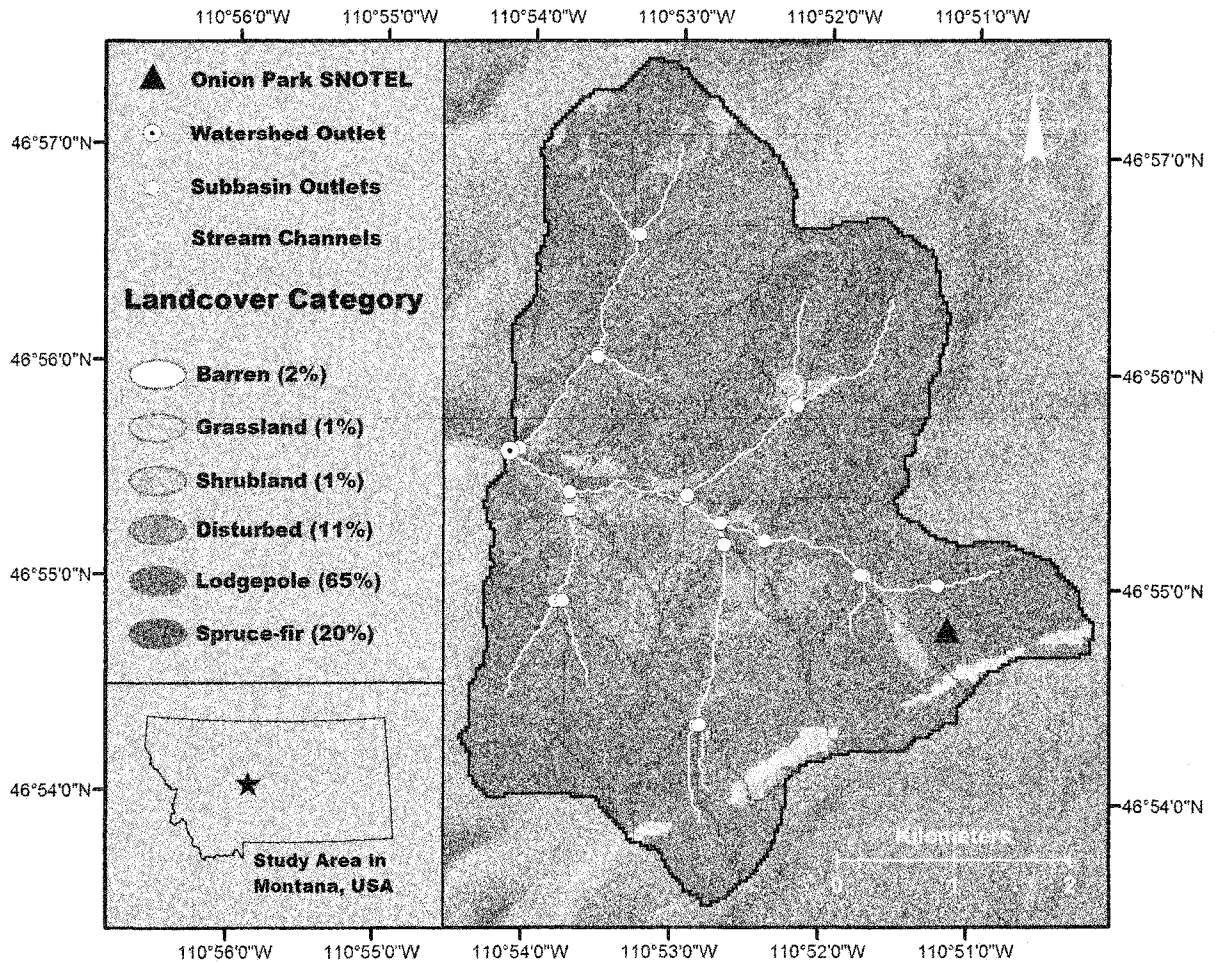 110°56'0"W 110°54'0"W 110°53'0"W 110°52'0"W 110°51'0"W
Onion Park SNOTEL
Watershed Outlet
Subbasin Outlets
Stream Channels
Landcover Category
Barren (2%)
Grassland (1%)
Shrubland (1%)
Disturbed (11%)
Lodgepole (65%)
Spruce-fir (20%)
46°57'0"N
46°56'0"N
46°55'0"N
46°54'0"N
46°57'0"N
46°56'0"N
46°55'0"N
46°54'0"N
Study Area in
Montana, USA
Kilometers
0 1 2
110°56'0"W 110°55'0"W 110°54'0"W 110°53'0"W 110°52'0"W 110°51'0"W